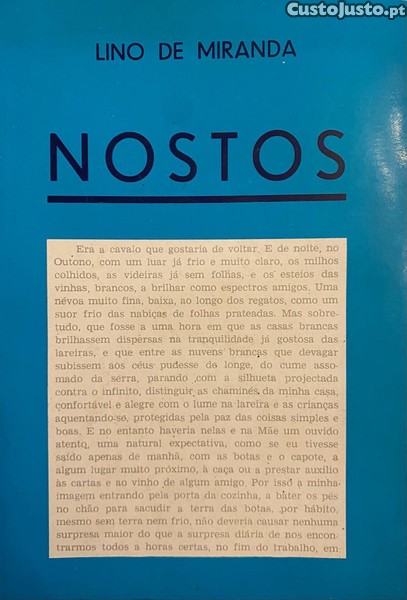 CustoJusto.pt
LINO DE MIRANDA
NOSTOS
Era a cavalo que gostaria de voltar. E de noite, no
Outono, com um luar já frio e muito claro, os milhos
colhidos, as videiras já sem folhas, e os esteios das
vinhas, brancos, a brilhar como espectros amigos. Uma
névoa muito fina, baixa, ao longo dos regatos, como um
suor frio das nabiças de folhas prateadas. Mas sobre-
tudo, que fosse a uma hora em que as casas brancas
brilhassem dispersas na tranquilidade já gostosa das
lareiras, e que entre as nuvens brancas que devagar
subissem aos céus pudesse do longe, do cume asso-
mado da serra, parando com a silhueta projectada
contra o infinito, distinguir as chaminés da minha casa,
confortável e alegre com o lume na lareira e as crianças
aquentando-se, protegidas pela paz das coisas simples e
boas. E no entanto haveria nelas e na Mãe um ouvido
atento, uma natural expectativa, como se eu tivesse
saído apenas de manhã, com as botas e o capote, a
algum lugar muito próximo, à caça ou a prestar auxílio
às cartas e ao vinho de algum amigo. Por isso a minha
imagem entrando pela porta da cozinha, a bater os pés
no chão para sacudir a terra das botas, por hábito,
mesmo sem terra nem frio, não deveria causar nenhuma
surpresa maior do que a surpresa diária de nos encon-
trarmos todos a horas certas, no fim do trabalho, em